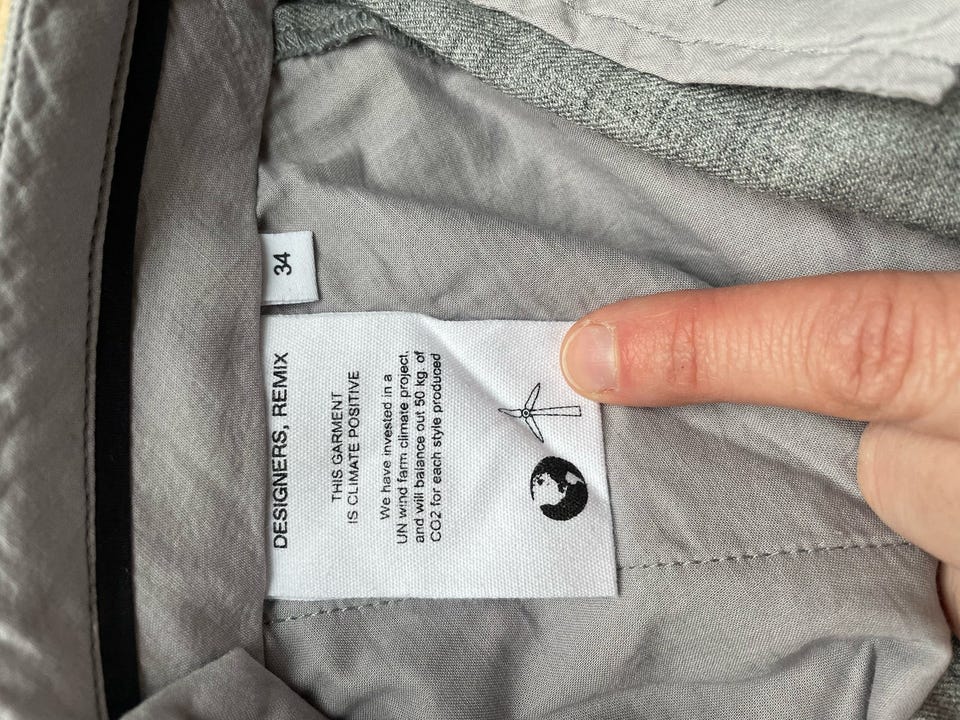 34
DESIGNERS, REMIX
THIS GARMENT
IS CLIMATE POSITIVE
We have invested in a
UN wind farm climate project,
and will balance out 50 kg. of
CO2 for each style produced